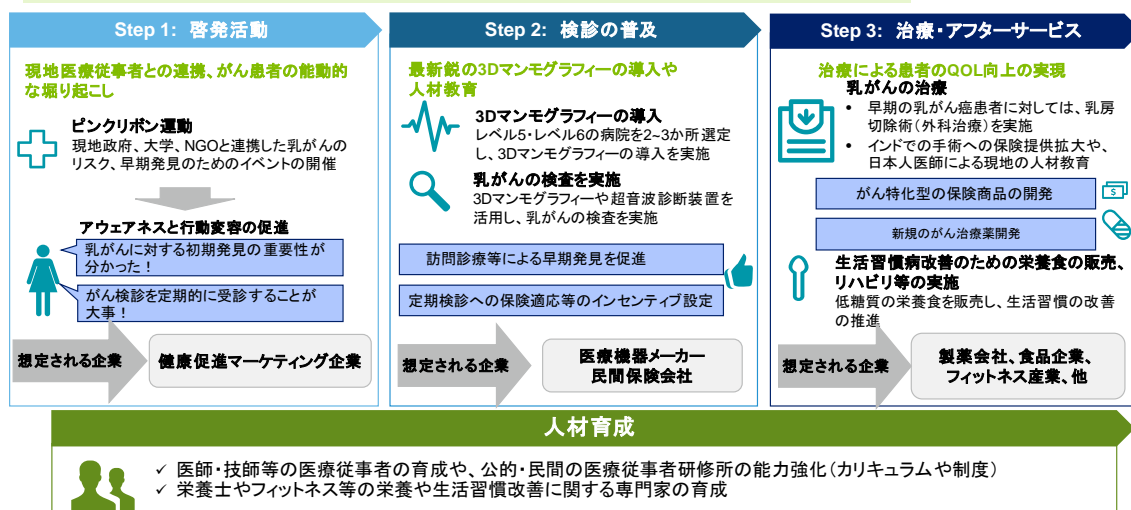 Step 1: 啓発活動
現地医療従事者との連携、がん患者の能動的
な堀り起こし
ピンクリボン運動
現地政府、大学、NGOと連携した乳がんの
リスク、早期発見のためのイベントの開催
アウェアネスと行動変容の促進
乳がんに対する初期発見の重要性が
分かった！
がん検診を定期的に受診することが
大事！
想定される企業
健康促進マーケティング企業
Step 2: 検診の普及
最新鋭の3Dマンモグラフィーの導入や
人材教育
3Dマンモグラフィーの導入
レベル5・レベル6の病院を2~3か所選定
し、3Dマンモグラフィーの導入を実施
乳がんの検査を実施
3Dマンモグラフィーや超音波診断装置を
活用し、乳がんの検査を実施
訪問診療等による早期発見を促進
定期検診への保険適応等のインセンティブ設定
想定される企業
医療機器メーカー
民間保険会社
Step 3: 治療・アフターサービス
治療による患者のQOL向上の実現
乳がんの治療
• 早期の乳がん癌患者に対しては、乳房
切除術（外科治療）を実施
• インドでの手術への保険提供拡大や、
日本人医師による現地の人材教育
がん特化型の保険商品の開発
新規のがん治療薬開発
生活習慣病改善のための栄養食の販売、
リハビリ等の実施
低糖質の栄養食を販売し、生活習慣の改善
の推進
想定される企業
製薬会社、食品企業、
フィットネス産業、他
人材育成
✓ 医師・技師等の医療従事者の育成や、公的・民間の医療従事者研修所の能力強化（カリキュラムや制度）
✓ 栄養士やフィットネス等の栄養や生活習慣改善に関する専門家の育成